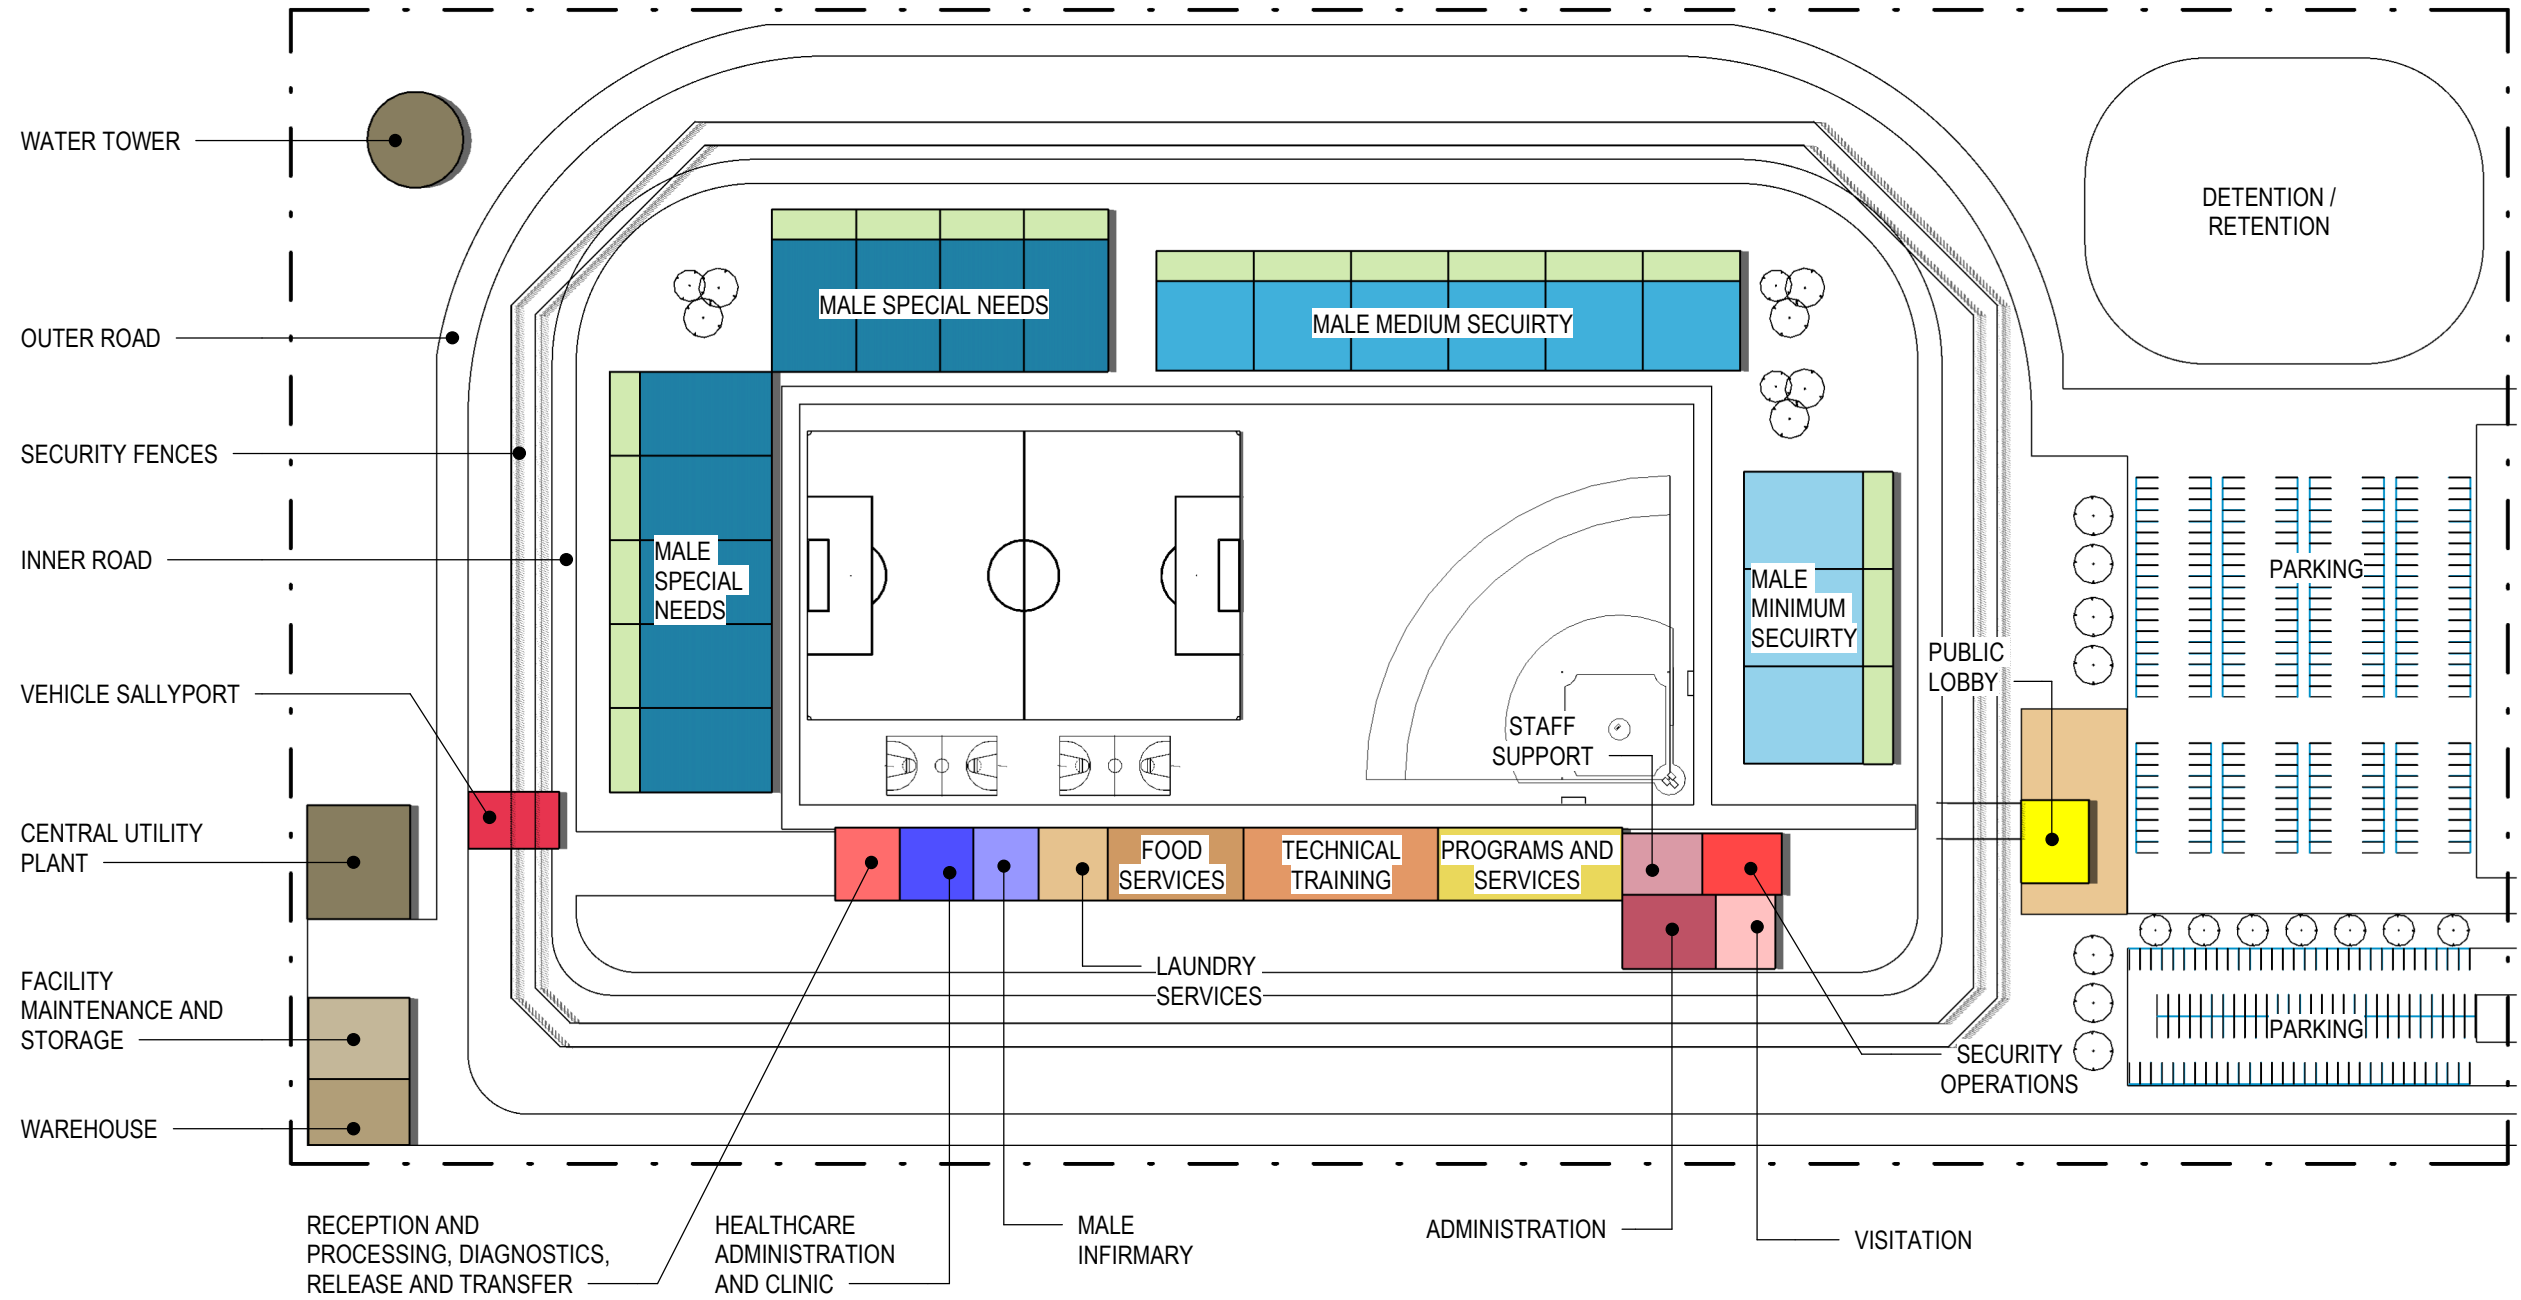 WATER TOWER
DETENTION /
RETENTION
MALE SPECIAL NEEDS
MALE MEDIUM SECUIRTY
OUTER ROAD
SECURITY FENCES
INNER ROAD
MALE
SPECIAL
NEEDS
MALE
MINIMUM
SECUIRTY
PARKING
PUBLIC
LOBBY
VEHICLE SALLYPORT
STAFF
SUPPORT
CENTRAL UTILITY
PLANT
FOOD
SERVICES
TECHNICAL
TRAINING
PROGRAMS AND
SERVICES
LAUNDRY
SERVICES
FACILITY
MAINTENANCE AND
STORAGE
PARKING
SECURITY
OPERATIONS
WAREHOUSE
RECEPTION AND
PROCESSING, DIAGNOSTICS,
RELEASE AND TRANSFER
HEALTHCARE
ADMINISTRATION
AND CLINIC
MALE
INFIRMARY
ADMINISTRATION
VISITATION